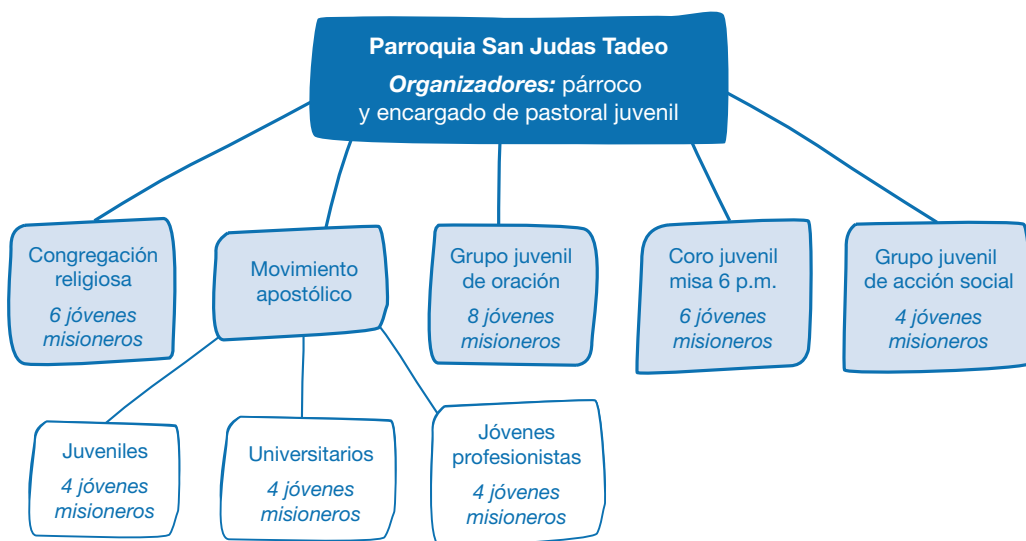 Parroquia San Judas Tadeo
Organizadores: párroco
y encargado de pastoral juvenil
Congregación
religiosa
6 jóvenes
misioneros
Movimiento
apostólico
Grupo juvenil
de oración
8 jóvenes
misioneros
Coro juvenil
misa 6 p.m.
6 jóvenes
misioneros
Grupo juvenil
de acción social
4 jóvenes
misioneros
Juveniles
4 jóvenes
misioneros
Universitarios
4 jóvenes
misioneros
Jóvenes
profesionistas
4 jóvenes
misioneros